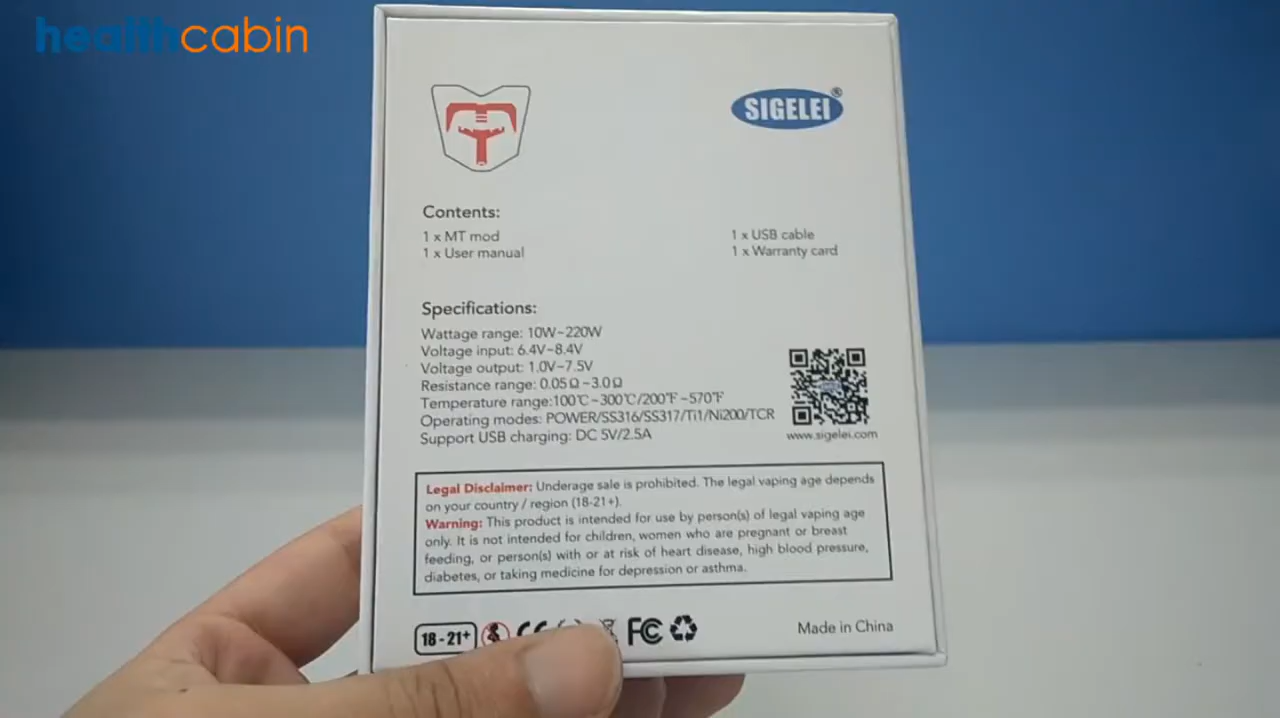 healthcabin
SIGELEI®
Contents:
1 x MT mod
1 x User manual
1 x USB cable
1 x Warranty card
Specifications:
Wattage range: 10W~220W
Voltage input: 6.4V~8.4V
Voltage output: 1.0V~7.5V
Resistance range: 0.05Ω~3.0Ω
Temperature range:100℃~300℃/200℉~570℉
Operating modes: POWER/SS316/SS317/Ti1/Ni200/TCR
Support USB charging: DC 5V/2.5A
www.sigelei.com
Legal Disclaimer: Underage sale is prohibited. The legal vaping age depends
on your country / region (18-21+).
Warning: This product is intended for use by person(s) of legal vaping age
only. It is not intended for children, women who are pregnant or breast
feeding, or person(s) with or at risk of heart disease, high blood pressure,
diabetes, or taking medicine for depression or asthma.
18-21+
CE
FC
Made in China